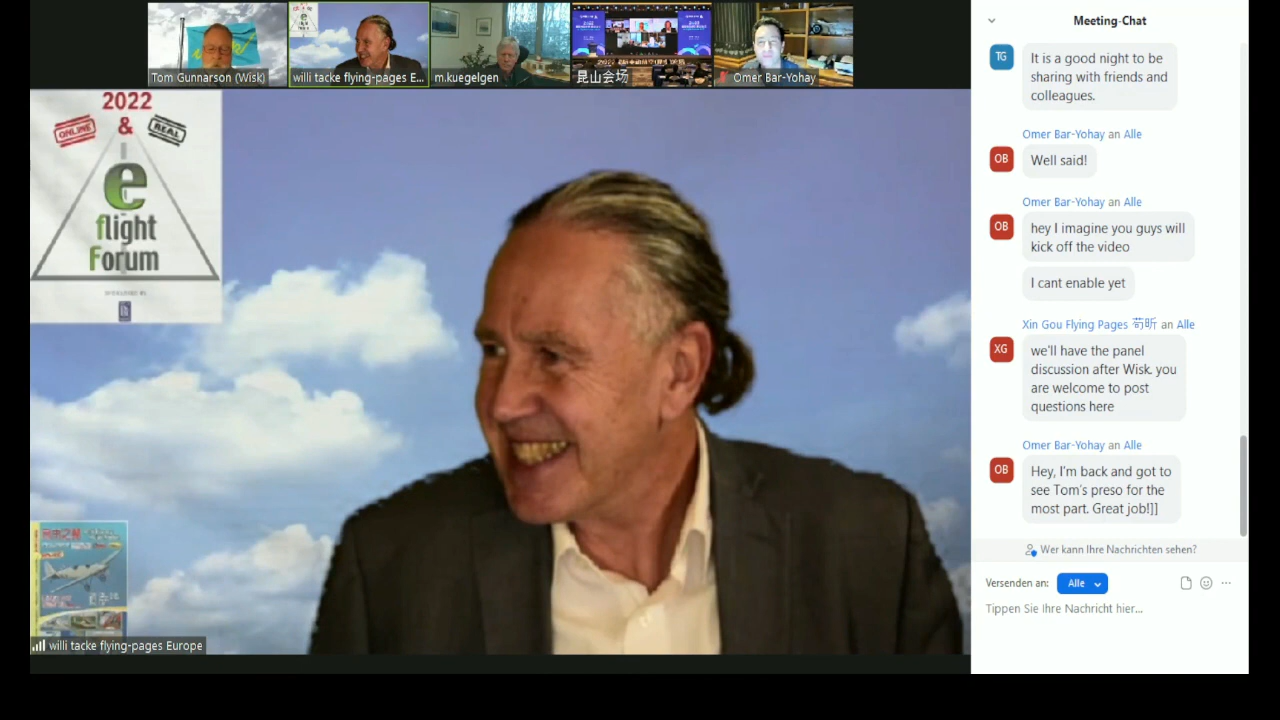 Tom Gunnarson (Wisk)
willi tacke flying-pages E...
m.kuegelgen
昆山会场
Omer Bar-Yohay
2022
ONLINE & REAL
e
flight
Forum
willi tacke flying-pages Europe
Meeting-Chat
TG
It is a good night to be
sharing with friends and
colleagues.
Omer Bar-Yohay an Alle
OB
Well said!
Omer Bar-Yohay an Alle
OB
hey I imagine you guys will
kick off the video
I cant enable yet
Xin Gou Flying Pages 苟昕 an Alle
XG
we'll have the panel
discussion after Wisk. you
are welcome to post
questions here
Omer Bar-Yohay an Alle
OB
Hey, I'm back and got to
see Tom's preso for the
most part. Great job!]]
Wer kann Ihre Nachrichten sehen?
Versenden an: Alle
Tippen Sie Ihre Nachricht hier...